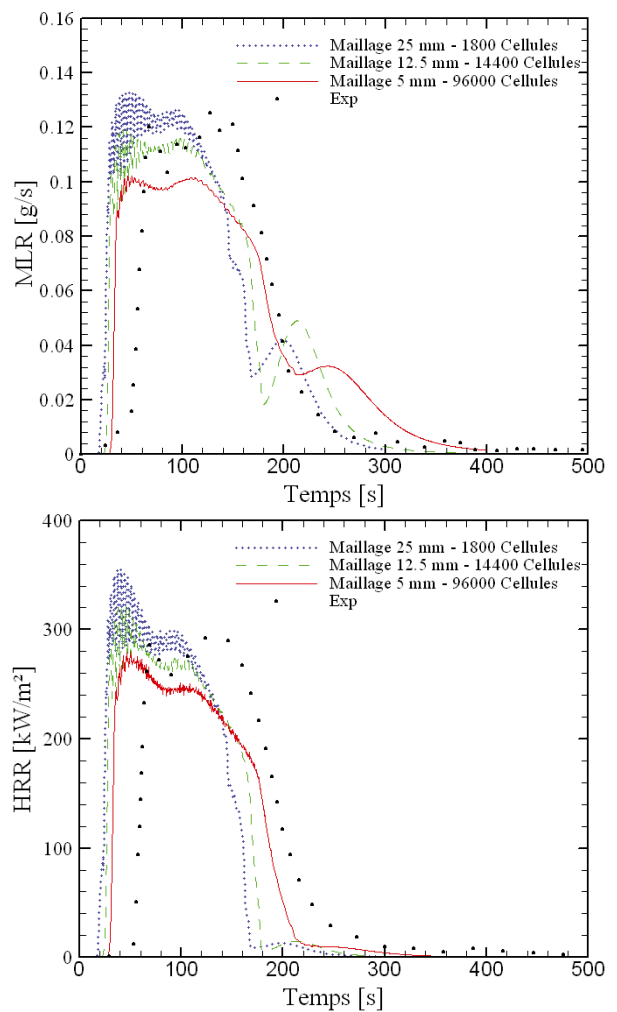 0.16
Maillage 25 mm - 1800 Cellules
Maillage 12.5 mm - 14400 Cellules
Maillage 5 mm - 96000 Cellules
Exp
0.14
0.12
0.1
0.08
0.06
0.04
0.02
0
MLR [g/s]
0 100 200 300 400 500
Temps [s]
400
Maillage 25 mm - 1800 Cellules
Maillage 12.5 mm - 14400 Cellules
Maillage 5 mm - 96000 Cellules
Exp
300
200
100
0
HRR [kW/m²]
0 100 200 300 400 500
Temps [s]